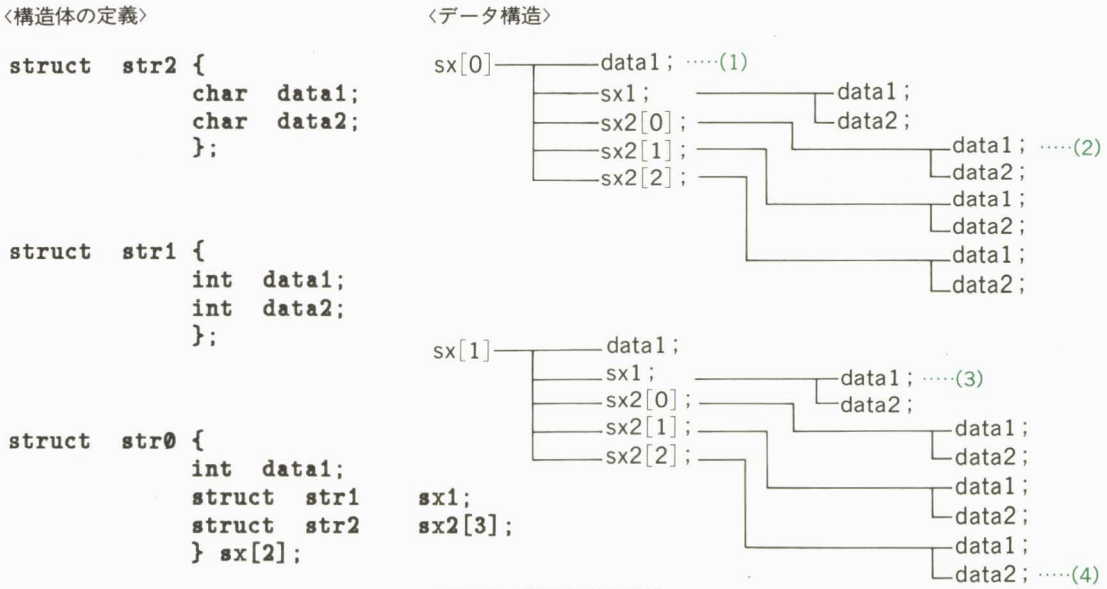 〈構造体の定義〉
struct str2 {
char data1;
char data2;
};
struct str1 {
int data1;
int data2;
};
struct str0 {
int data1;
struct str1 sx1;
struct str2 sx2[3];
} sx[2];
〈データ構造〉
sx[0] data1; ·····(1)
sx1; data1;
data2;
sx2[0];
data1; ·····(2)
sx2[1];
data2;
sx2[2];
data1;
data2;
data1;
data2;
sx[1] data1;
sx1; data1; ·····(3)
sx2[0]; data2;
sx2[1]; data1;
sx2[2]; data2;
data1;
data2;
data1;
data2; ·····(4)